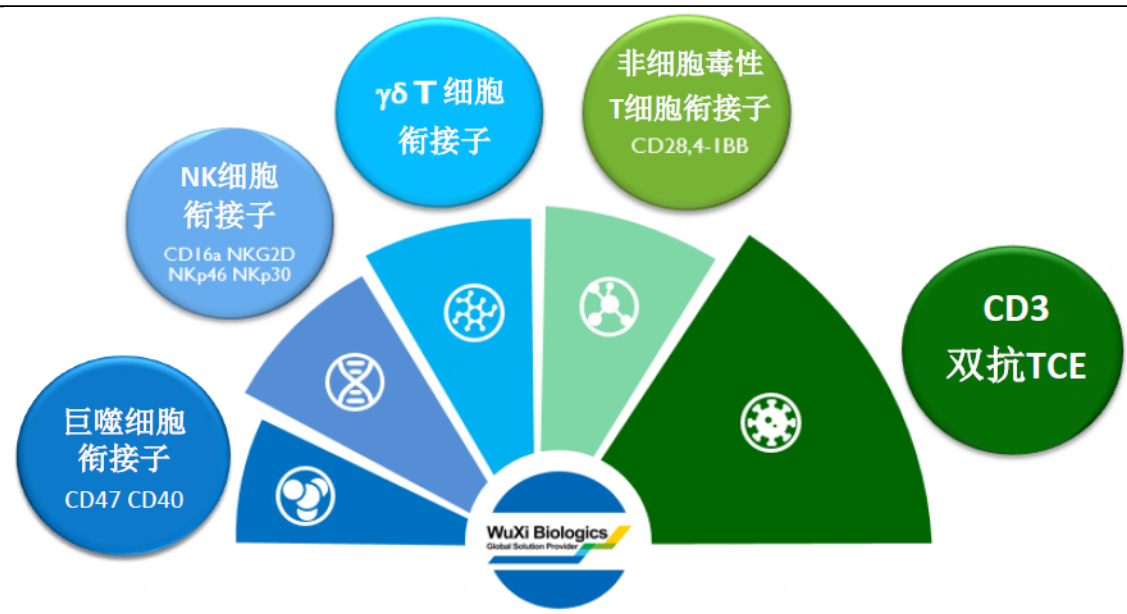 γδ T 细胞
衔接子
非细胞毒性
T细胞衔接子
CD28,4-1BB
NK细胞
衔接子
CD16a NKG2D
NKp46 NKp30
CD3
双抗TCE
巨噬细胞
衔接子
CD47 CD40
WuXi Biologics
Global Solution Provider